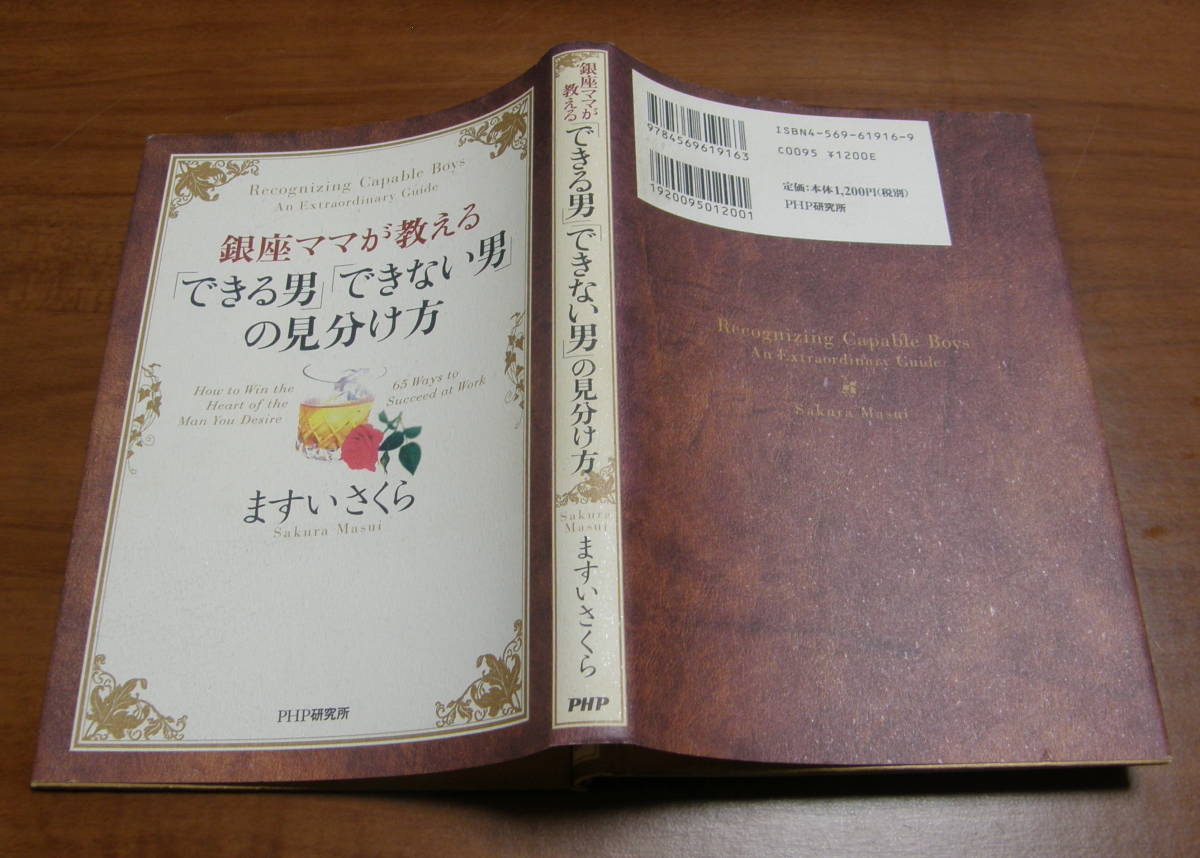 Recognizing Capable Boys
An Extraordinary Guide
銀座ママが教える
「できる男」「できない男」
の見分け方
How to Win the
Heart of the
Man You Desire
65 Ways to
Succeed at Work
ますいさくら
Sakura Masui
PHP研究所
銀座ママが
教える
「できる男」「できない男」の見分け方
Sakura
Masui
ますいさくら
PHP
9784569619163
1920095012001
ISBN4-569-61916-9
C0095 ¥1200E
定価:本体1,200円(税別)
PHP研究所
Recogniziing Capable Boys
An Extraordinary Guide
Sakura Masui